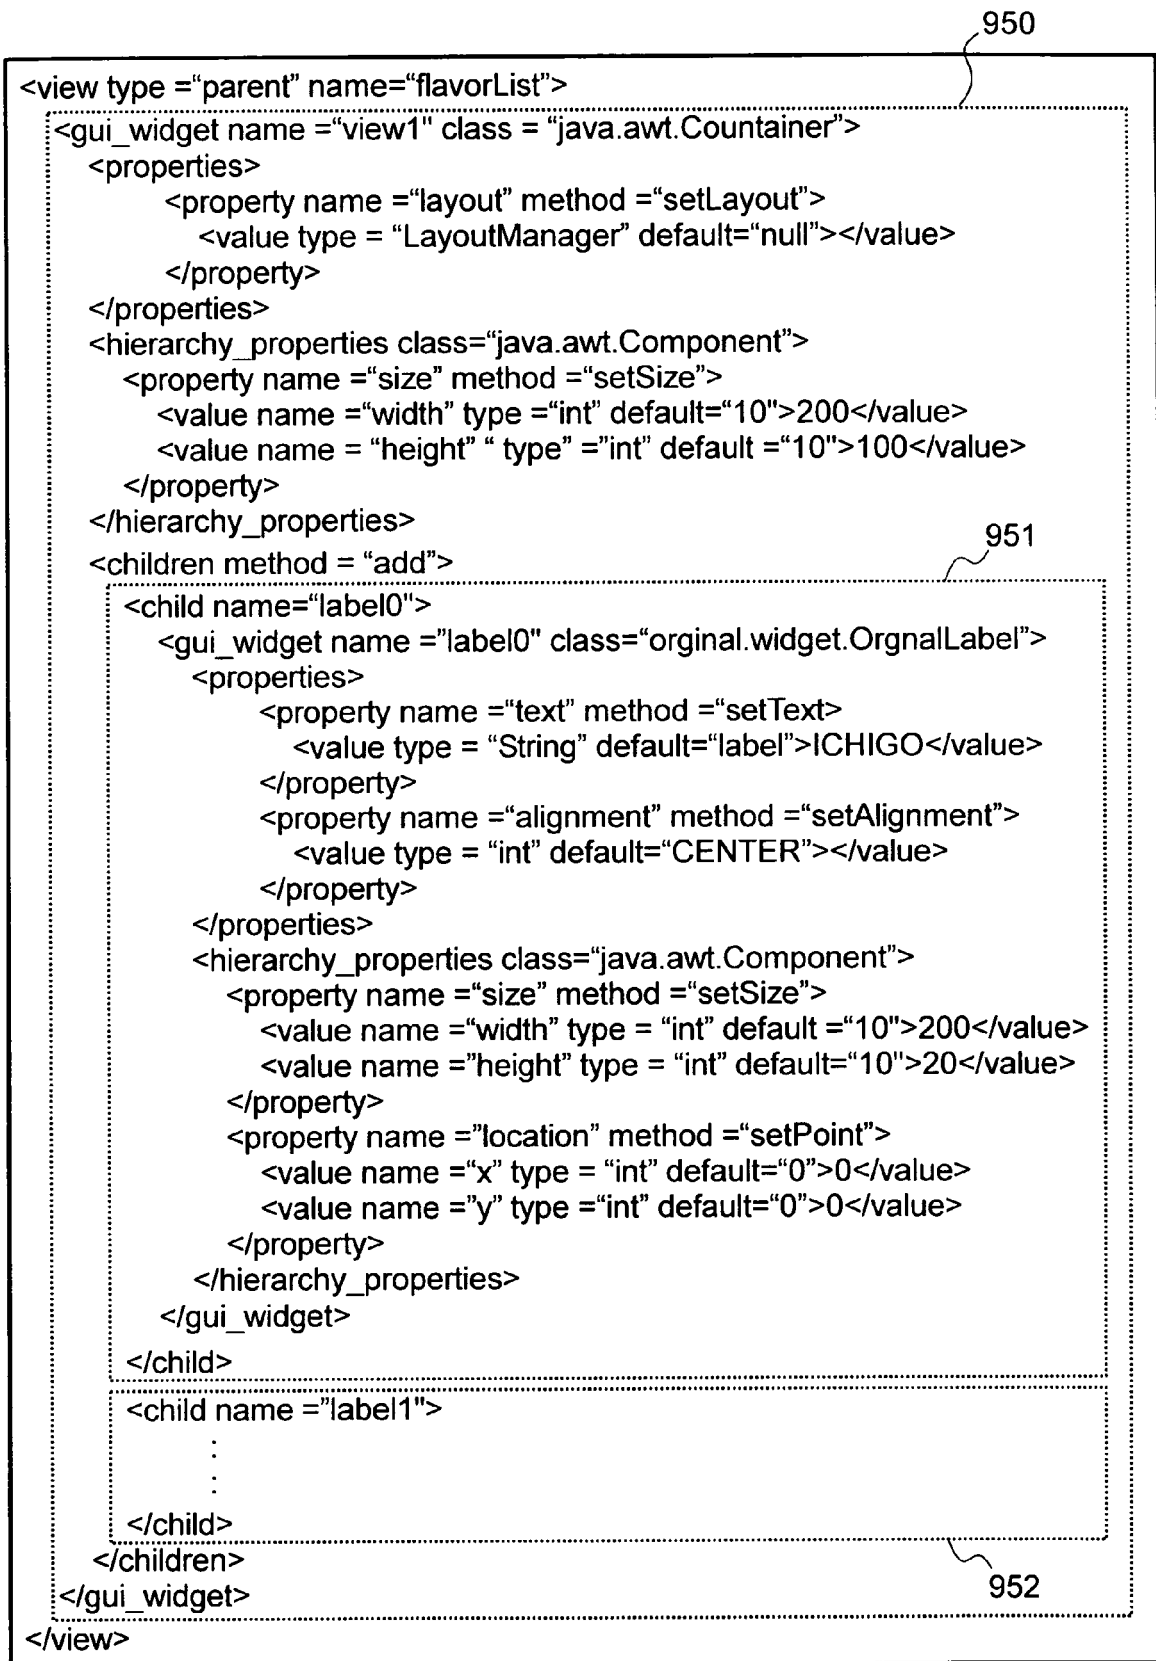 950
<view type =“parent” name=“flavorList”>
<gui_widget name =“view1" class = “java.awt.Countainer”>
<properties>
<property name =“layout” method =“setLayout”>
<value type = “LayoutManager” default=“null”></value>
</property>
</properties>
<hierarchy_properties class=“java.awt.Component”>
<property name =“size” method =“setSize”>
<value name =“width” type =“int” default=“10">200</value>
<value name = “height” “ type” =”int” default =“10">100</value>
</property>
</hierarchy_properties>
951
<children method = “add”>
<child name=“label0">
<gui_widget name =”label0" class=“orginal.widget.OrgnalLabel”>
<properties>
<property name =“text” method =“setText>
<value type = “String” default=“label”>ICHIGO</value>
</property>
<property name =“alignment” method =“setAlignment”>
<value type = “int” default=“CENTER”></value>
</property>
</properties>
<hierarchy_properties class=“java.awt.Component”>
<property name =“size” method =“setSize”>
<value name =“width” type = “int” default =“10">200</value>
<value name =”height” type = “int” default=“10">20</value>
</property>
<property name =”location” method =“setPoint”>
<value name =“x” type = “int” default=“0”>0</value>
<value name =”y” type =“int” default=“0”>0</value>
</property>
</hierarchy_properties>
</gui_widget>
</child>
<child name =”label1">
</child>
</children>
952
</gui_widget>
</view>